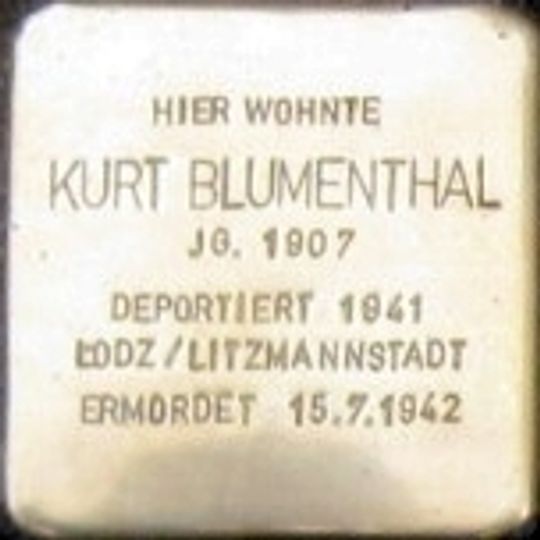 HIER WOHNTE
KURT BLUMENTHAL
JG. 1907
DEPORTIERT 1941
ŁODZ/LITZMANNSTADT
ERMORDET 15.7.1942